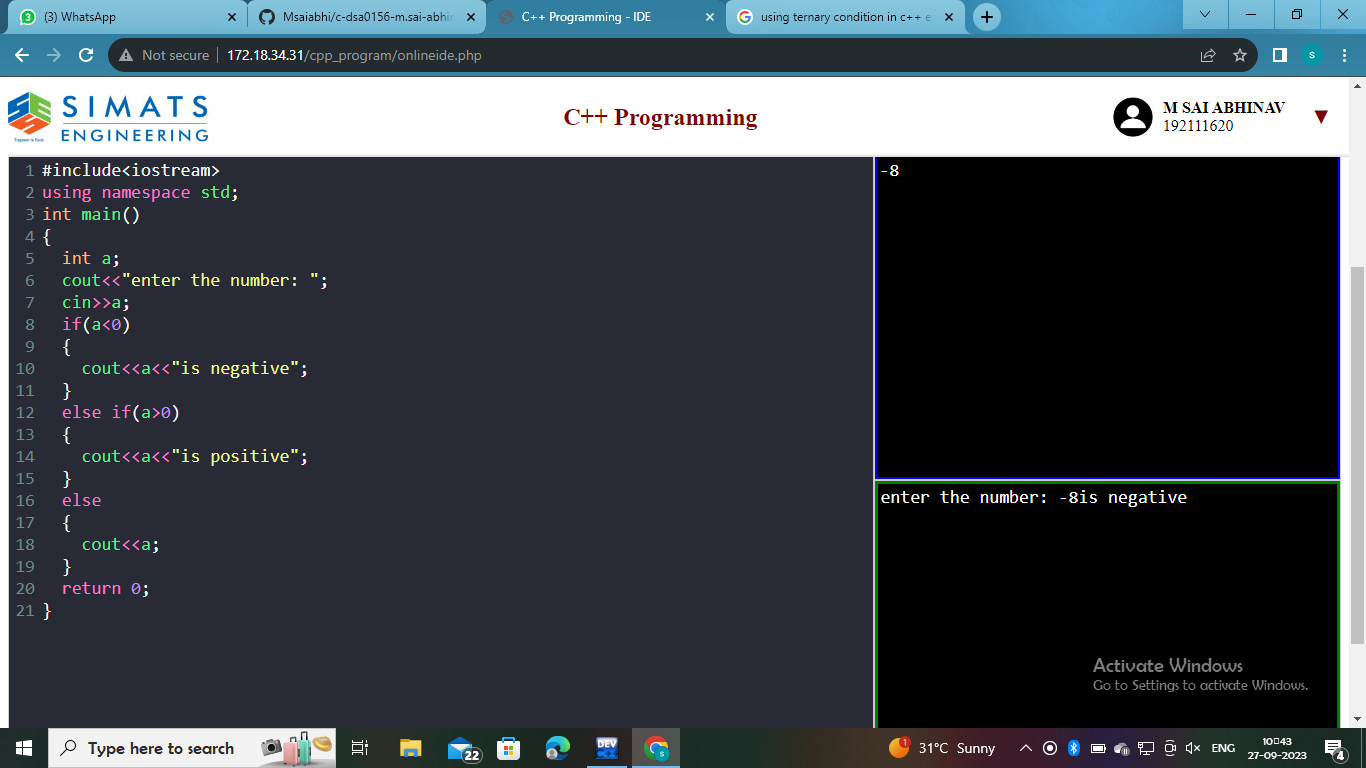 (3) WhatsApp
Msaiabhi/c-dsa0156-m.sai-abhin
C++ Programming - IDE
using ternary condition in c++ e
Not secure
172.18.34.31/cpp_program/onlineide.php
S
SIMATS
ENGINEERING
Engineer to Excel
C++ Programming
M SAI ABHINAV
192111620
1 #include<iostream>
2 using namespace std;
3 int main()
4 {
5   int a;
6   cout<<"enter the number: ";
7   cin>>a;
8   if(a<0)
9   {
10     cout<<a<<"is negative";
11   }
12   else if(a>0)
13   {
14     cout<<a<<"is positive";
15   }
16   else
17   {
18     cout<<a;
19   }
20   return 0;
21 }
-8
enter the number: -8is negative
Activate Windows
Go to Settings to activate Windows.
Type here to search
22
DEV
S
1
31°C Sunny
ENG
10:43
27-09-2023
4